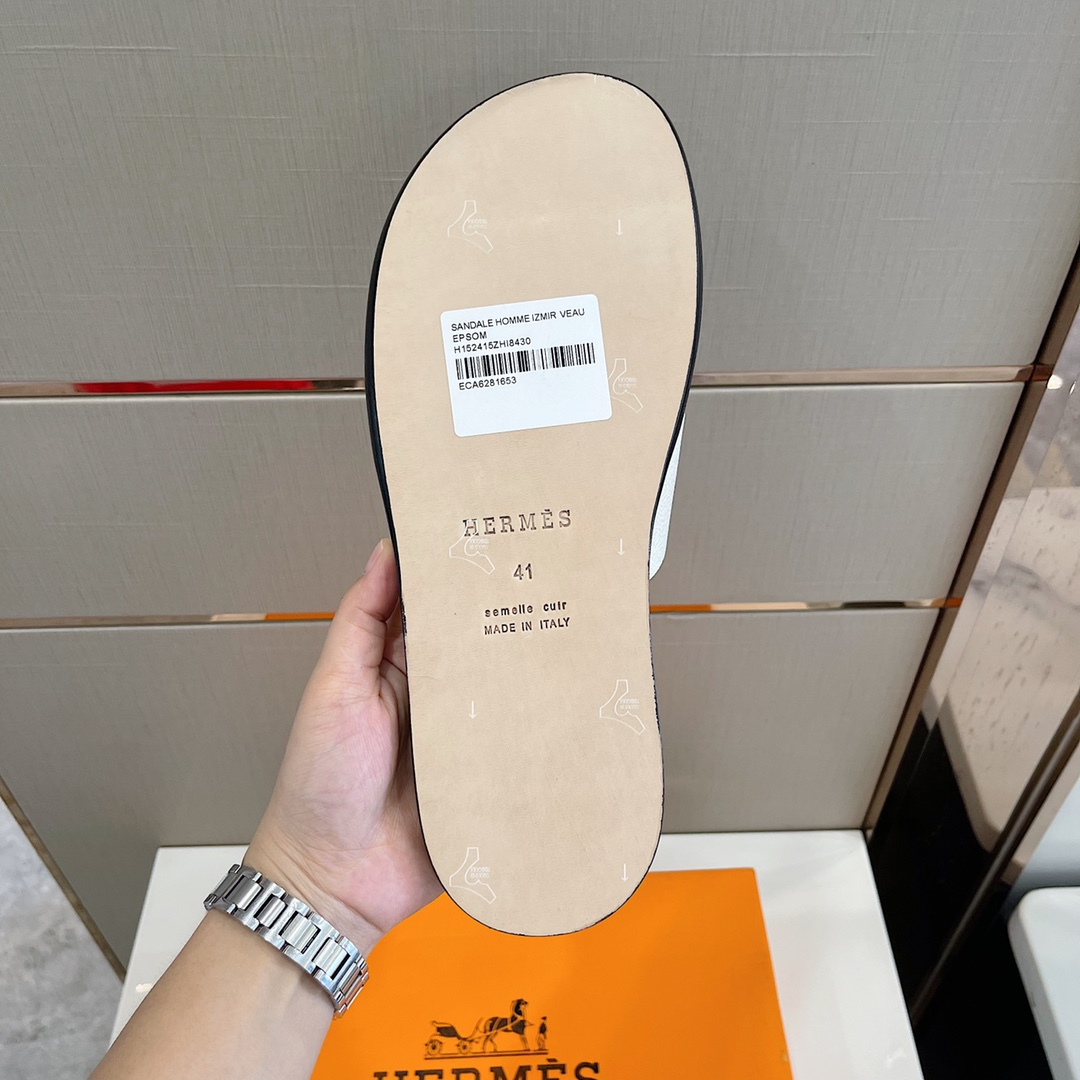 SANDALE HOMME IZMIR VEAU
EPSOM
H152415ZHI8430
ECA6281653
HERMÈS
41
semelle cuir
MADE IN ITALY
HERMÈS